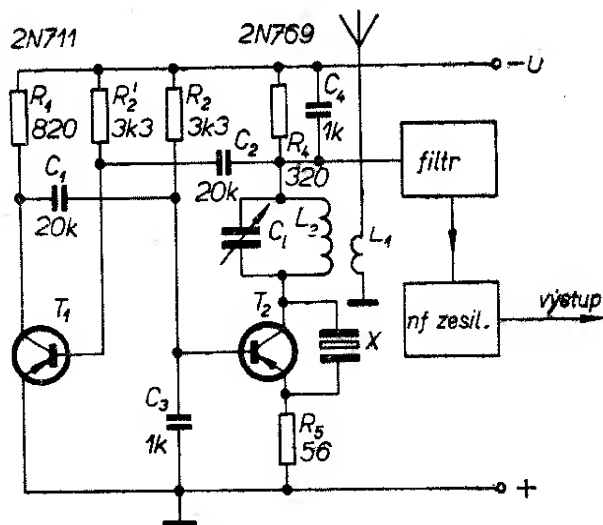 2N711
2N769
-U
R₁
820
R₂'
3k3
R₂
3k3
C₄
1k
R₄
320
C₂
20k
C₁
20k
filtr
C₁
L₂
L₁
T₁
T₂
X
nf zesil.
výstup
C₃
1k
R₅
56
+